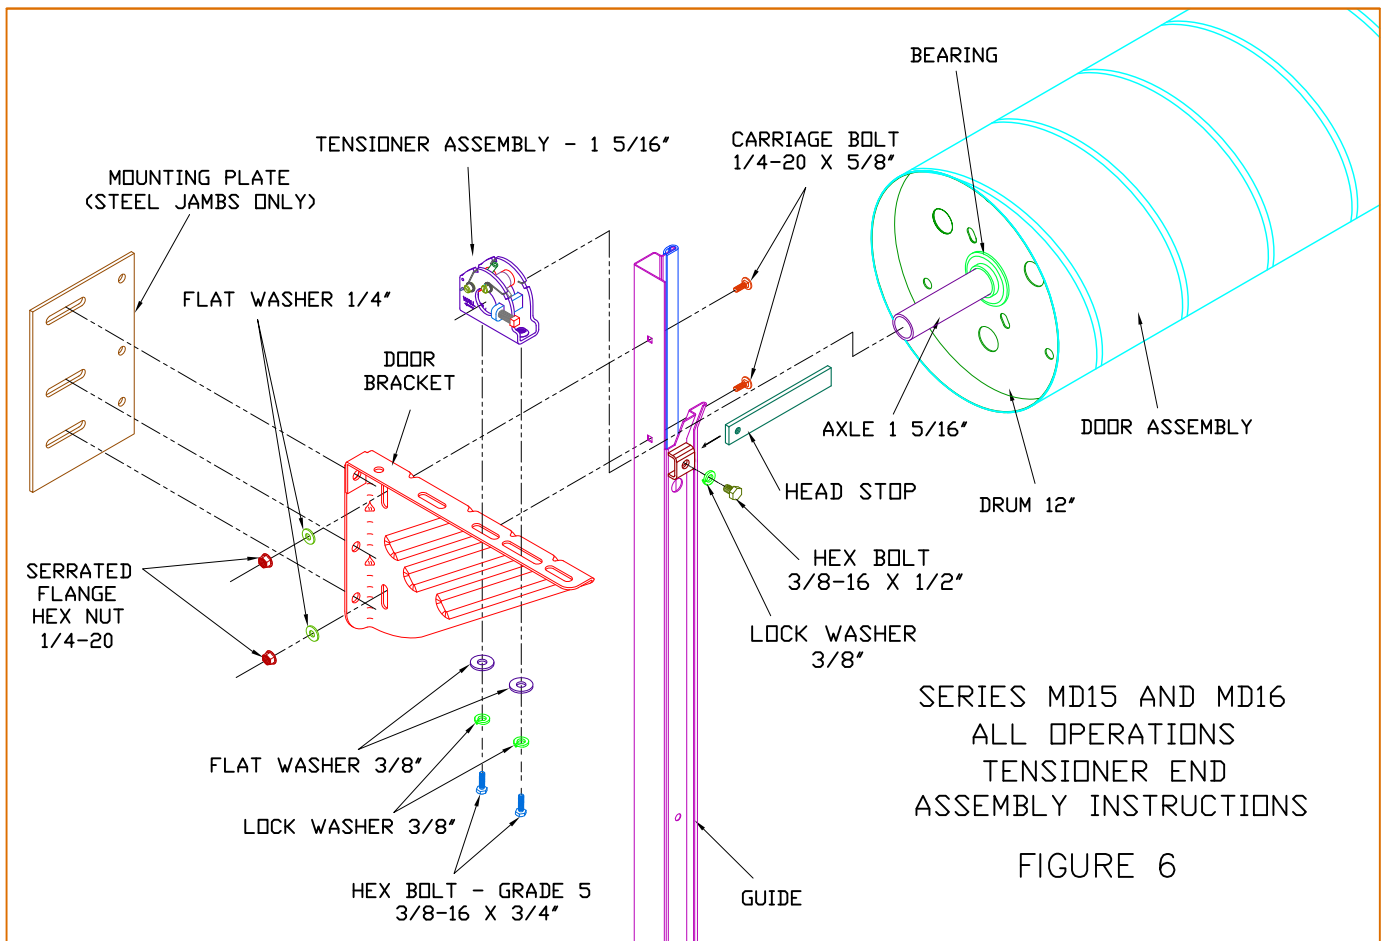 BEARING
TENSIONER ASSEMBLY - 1 5/16"
CARRIAGE BOLT
1/4-20 X 5/8"
MOUNTING PLATE
(STEEL JAMBS ONLY)
FLAT WASHER 1/4"
DOOR
BRACKET
AXLE 1 5/16"
DOOR ASSEMBLY
HEAD STOP
DRUM 12"
HEX BOLT
3/8-16 X 1/2"
SERRATED
FLANGE
HEX NUT
1/4-20
LOCK WASHER
3/8"
FLAT WASHER 3/8"
LOCK WASHER 3/8"
HEX BOLT - GRADE 5
3/8-16 X 3/4"
GUIDE
SERIES MD15 AND MD16
ALL OPERATIONS
TENSIONER END
ASSEMBLY INSTRUCTIONS
FIGURE 6